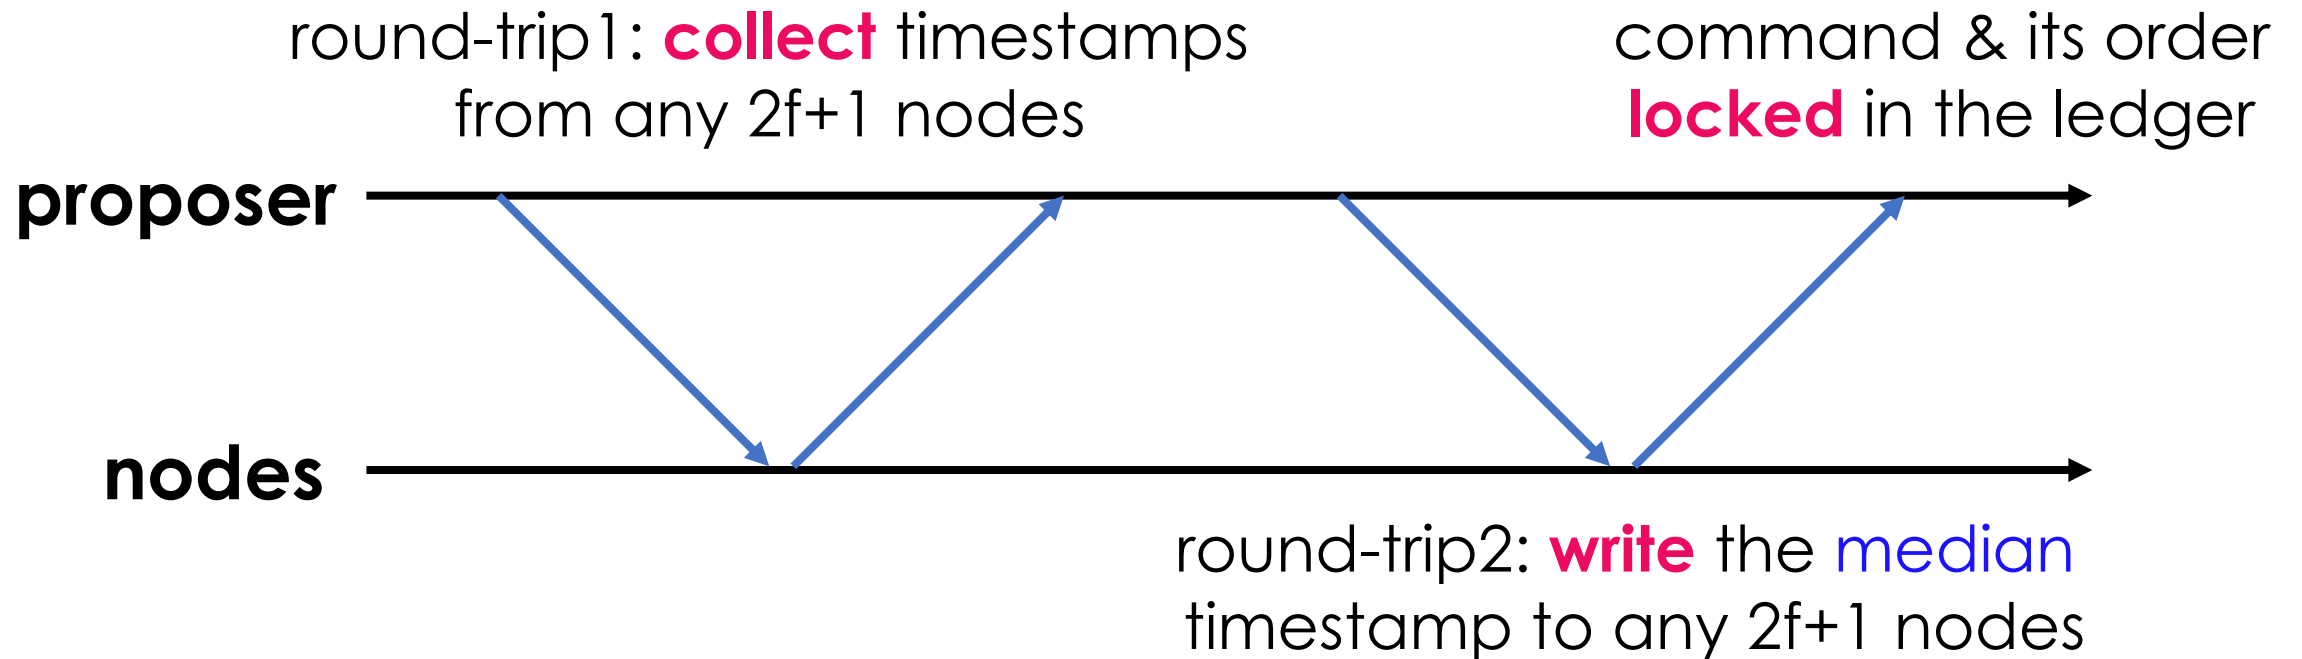 round-trip1: collect timestamps
from any 2f+1 nodes
command & its order
locked in the ledger
proposer
nodes
round-trip2: write the median
timestamp to any 2f+1 nodes